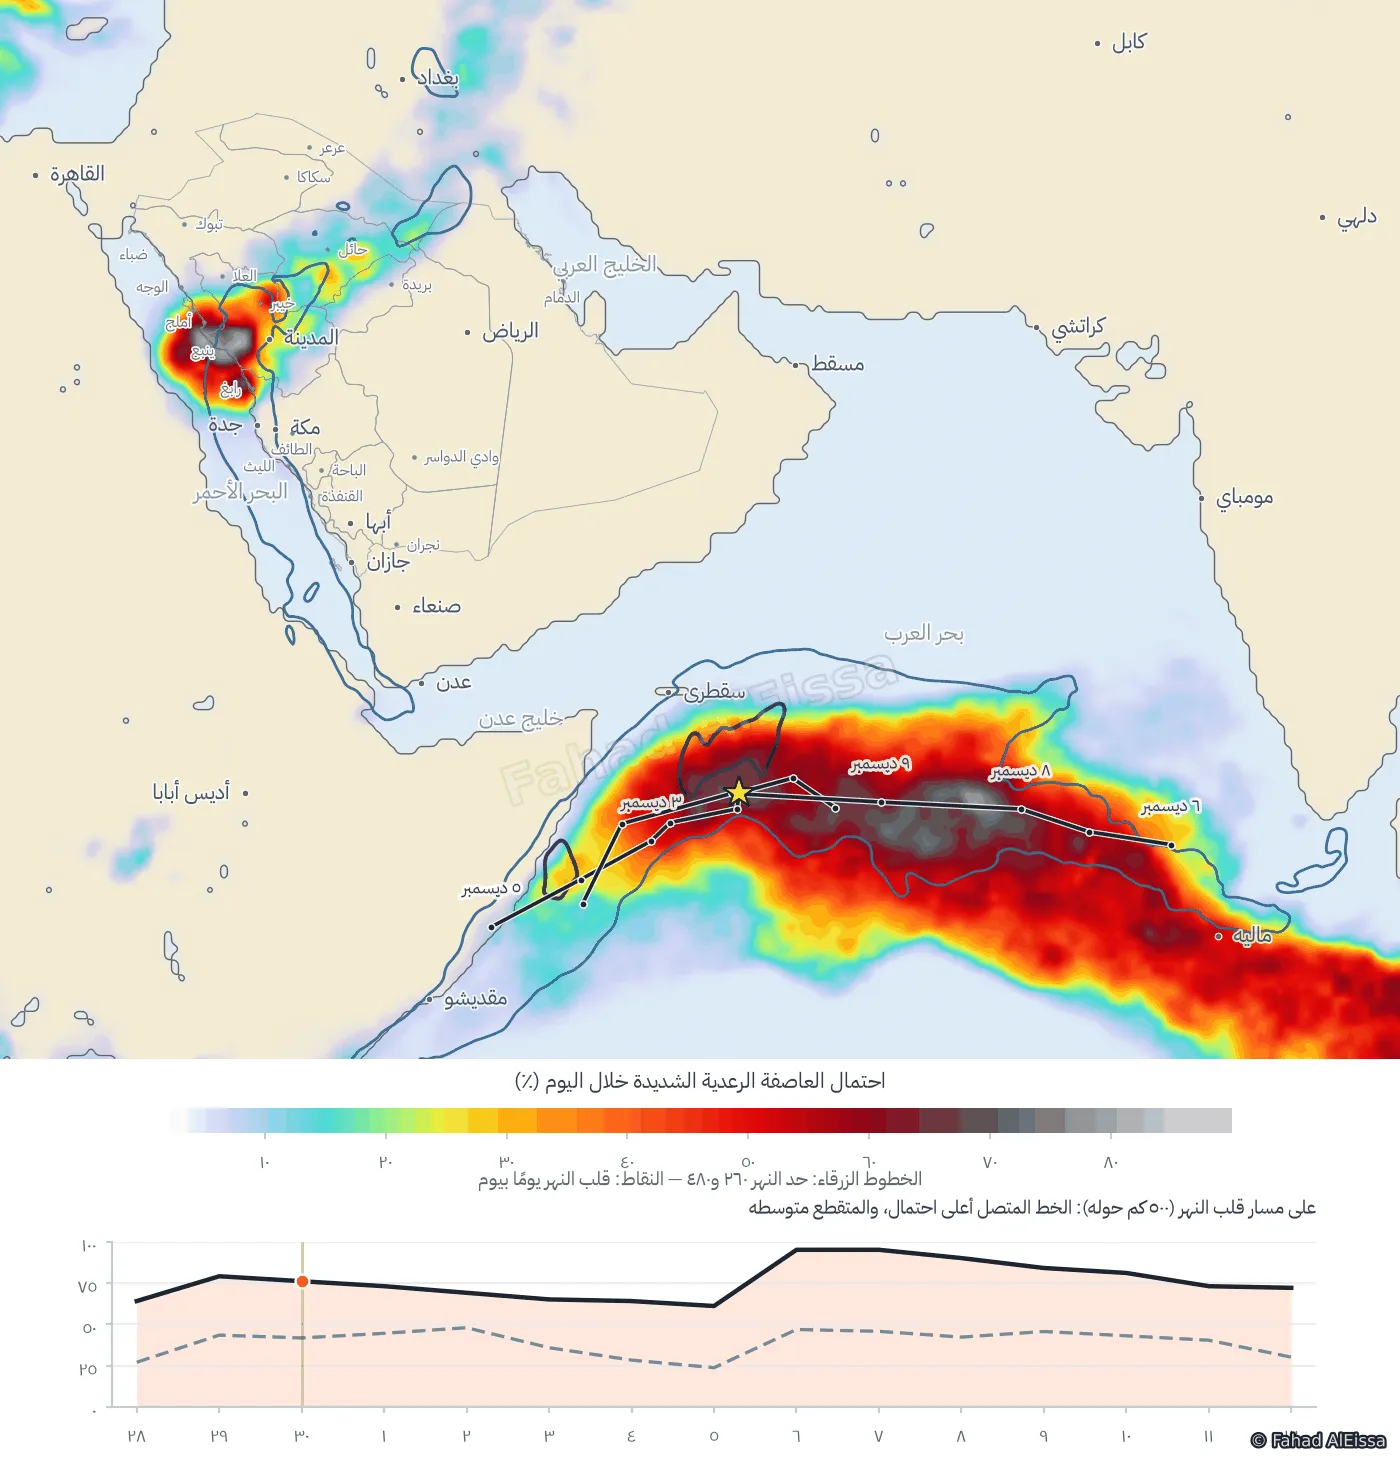 كابل
بغداد
عرعر
القاهرة
سكاكا
دلهي
تبوك
ضباء
حائل
الخليج العربي
العلا
الوجه
بريدة
الدمام
خيبر
أملج
المدينة
الرياض
كراتشي
ينبع
مسقط
رابغ
جدة
مكة
الطائف
وادي الدواسر
الليث
الباحة
البحر الأحمر
القنفذة
مومباي
أبها
نجران
جازان
صنعاء
بحر العرب
عدن
سقطرى
Fahad AlEissa
خليج عدن
٩ ديسمبر
٨ ديسمبر
أديس أبابا
٣ ديسمبر
٦ ديسمبر
٥ ديسمبر
ماليه
مقديشو
احتمال العاصفة الرعدية الشديدة خلال اليوم (٪)
١٠ ٢٠ ٣٠ ٤٠ ٥٠ ٦٠ ٧٠ ٨٠
الخطوط الزرقاء: حد النهر ٢٦٠ و٤٨٠ — النقاط: قلب النهر يومًا بيوم
على مسار قلب النهر (٥٠٠ كم حوله): الخط المتصل أعلى احتمال، والمتقطع متوسطه
١٠٠
٧٥
٥٠
٢٥
٠
٢٨ ٢٩ ٣٠ ١ ٢ ٣ ٤ ٥ ٦ ٧ ٨ ٩ ١٠ ١١
© Fahad AlEissa